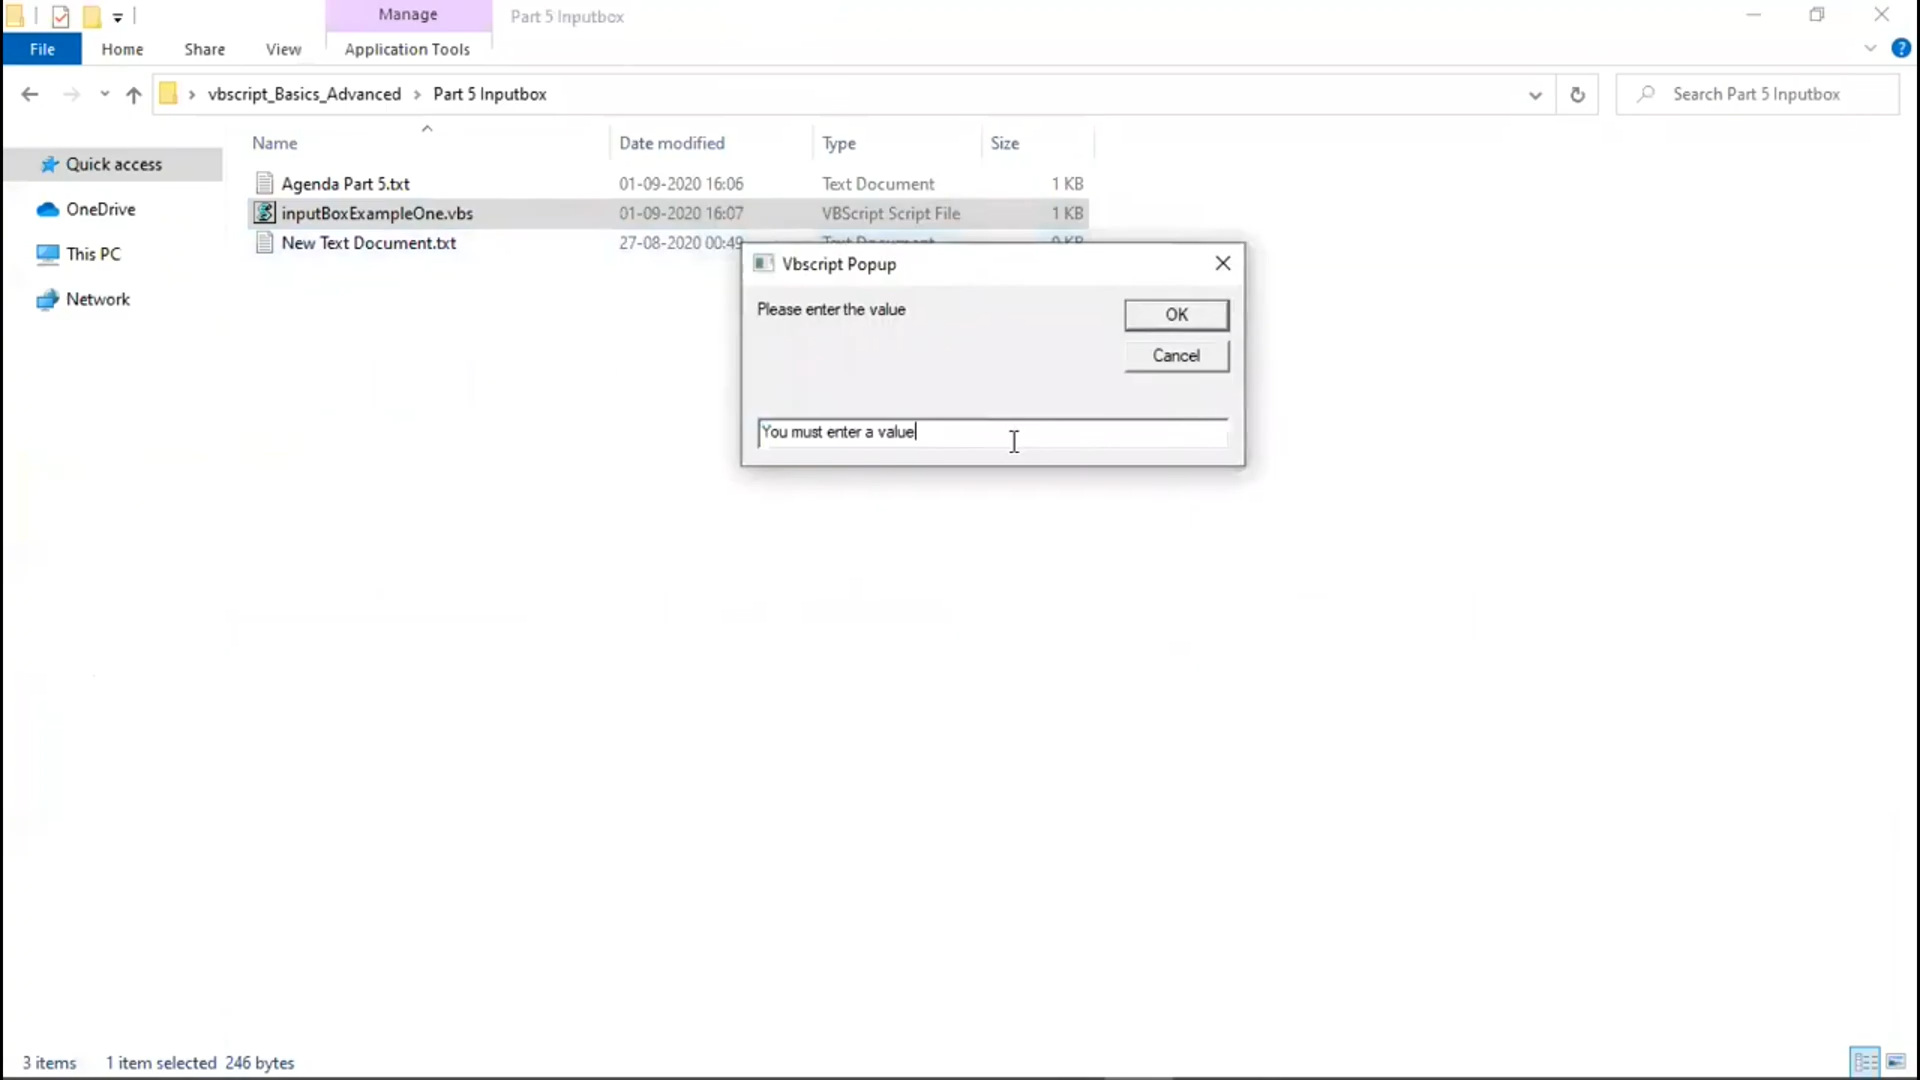 Manage
Part 5 Inputbox
File
Home
Share
View
Application Tools
vbscript_Basics_Advanced
Part 5 Inputbox
Search Part 5 Inputbox
Name
Date modified
Type
Size
Quick access
OneDrive
This PC
Network
Agenda Part 5.txt 01-09-2020 16:06 Text Document 1 KB
inputBoxExampleOne.vbs 01-09-2020 16:07 VBScript Script File 1 KB
New Text Document.txt 27-08-2020 00:49 Text Document 0 KB
Vbscript Popup
Please enter the value
OK
Cancel
You must enter a value
3 items 1 item selected 246 bytes